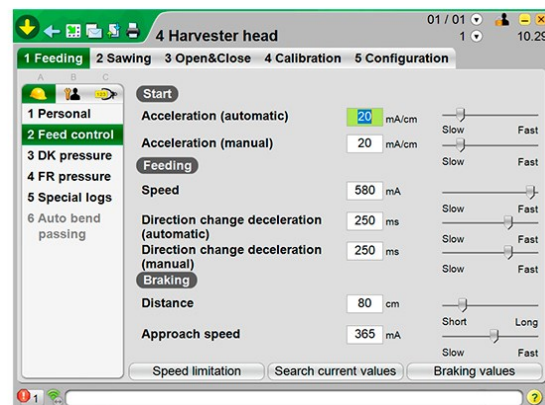 01 / 01
4 Harvester head
1
10.29
1 Feeding
2 Sawing
3 Open&Close
4 Calibration
5 Configuration
A B C
1 Personal
2 Feed control
3 DK pressure
4 FR pressure
5 Special logs
6 Auto bend
passing
Start
Acceleration (automatic)
20 mA/cm
Slow Fast
Acceleration (manual)
20 mA/cm
Slow Fast
Feeding
Speed
580 mA
Slow Fast
Direction change deceleration
(automatic)
250 ms
Slow Fast
Direction change deceleration
(manual)
250 ms
Slow Fast
Braking
Distance
80 cm
Short Long
Approach speed
365 mA
Slow Fast
Speed limitation
Search current values
Braking values
1
?